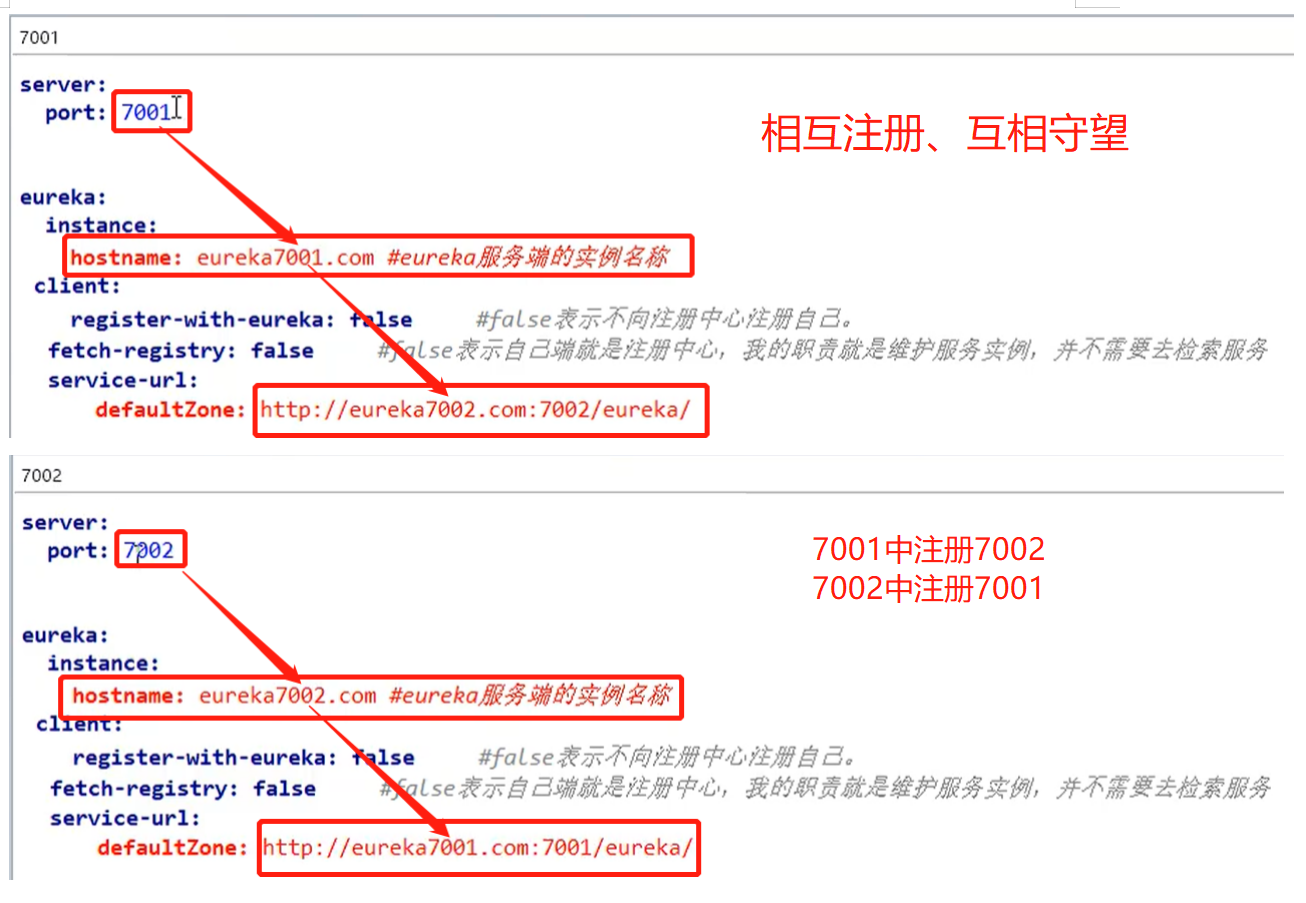 7001
server:
port: 7001
相互注册、互相守望
eureka:
instance:
hostname: eureka7001.com #eureka服务端的实例名称
client:
register-with-eureka: false #false表示不向注册中心注册自己。
fetch-registry: false #false表示自己端就是注册中心，我的职责就是维护服务实例，并不需要去检索服务
service-url:
defaultZone: http://eureka7002.com:7002/eureka/
7002
server:
port: 7002
7001中注册7002
7002中注册7001
eureka:
instance:
hostname: eureka7002.com #eureka服务端的实例名称
client:
register-with-eureka: false #false表示不向注册中心注册自己。
fetch-registry: false #false表示自己端就是注册中心，我的职责就是维护服务实例，并不需要去检索服务
service-url:
defaultZone: http://eureka7001.com:7001/eureka/